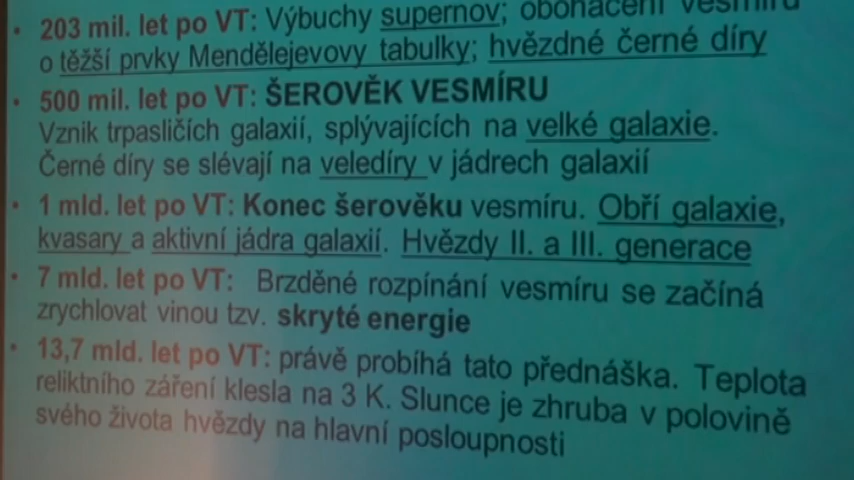 • 203 mil. let po VT: Výbuchy supernov; obohacení vesmíru
o těžší prvky Mendělejevovy tabulky; hvězdné černé díry
• 500 mil. let po VT: ŠEROVĚK VESMÍRU
Vznik trpasličích galaxií, splývajících na velké galaxie.
Černé díry se slévají na veledíry v jádrech galaxií
• 1 mld. let po VT: Konec šerověku vesmíru. Obří galaxie,
kvasary a aktivní jádra galaxií. Hvězdy II. a III. generace
• 7 mld. let po VT: Brzděné rozpínání vesmíru se začíná
zrychlovat vinou tzv. skryté energie
• 13,7 mld. let po VT: právě probíhá tato přednáška. Teplota
reliktního záření klesla na 3 K. Slunce je zhruba v polovině
svého života hvězdy na hlavní posloupnosti